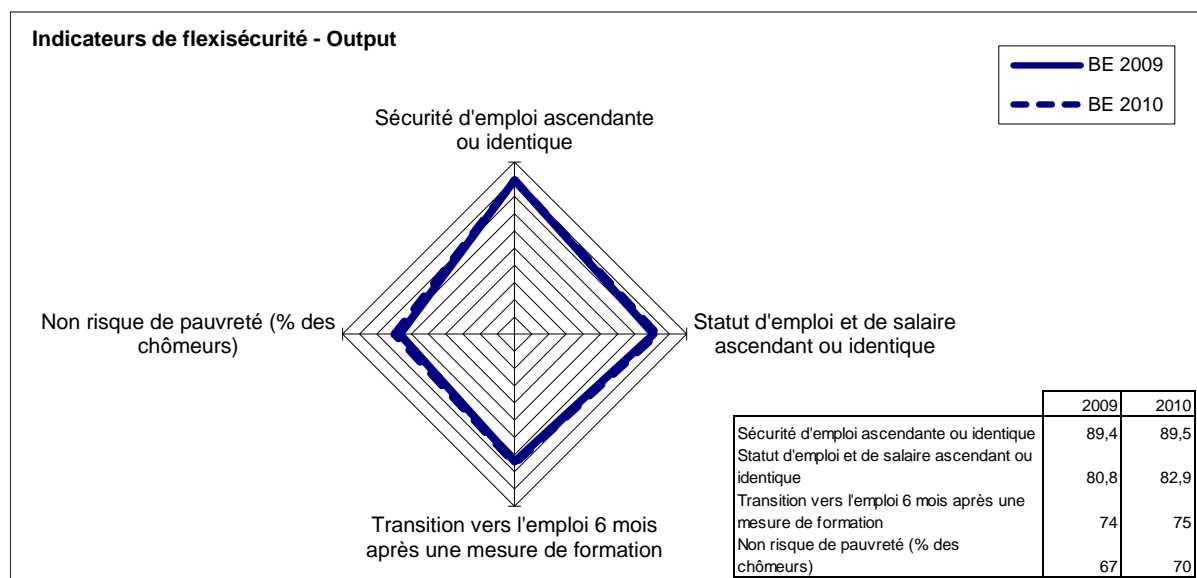 Indicateurs de flexisécurité - Output
BE 2009
BE 2010
Sécurité d'emploi ascendante
ou identique
Non risque de pauvreté (% des
chômeurs)
Statut d'emploi et de salaire
ascendant ou identique
Transition vers l'emploi 6 mois
après une mesure de formation
2009 2010
Sécurité d'emploi ascendante ou identique 89,4 89,5
Statut d'emploi et de salaire ascendant ou
identique 80,8 82,9
Transition vers l'emploi 6 mois après une
mesure de formation 74 75
Non risque de pauvreté (% des
chômeurs) 67 70